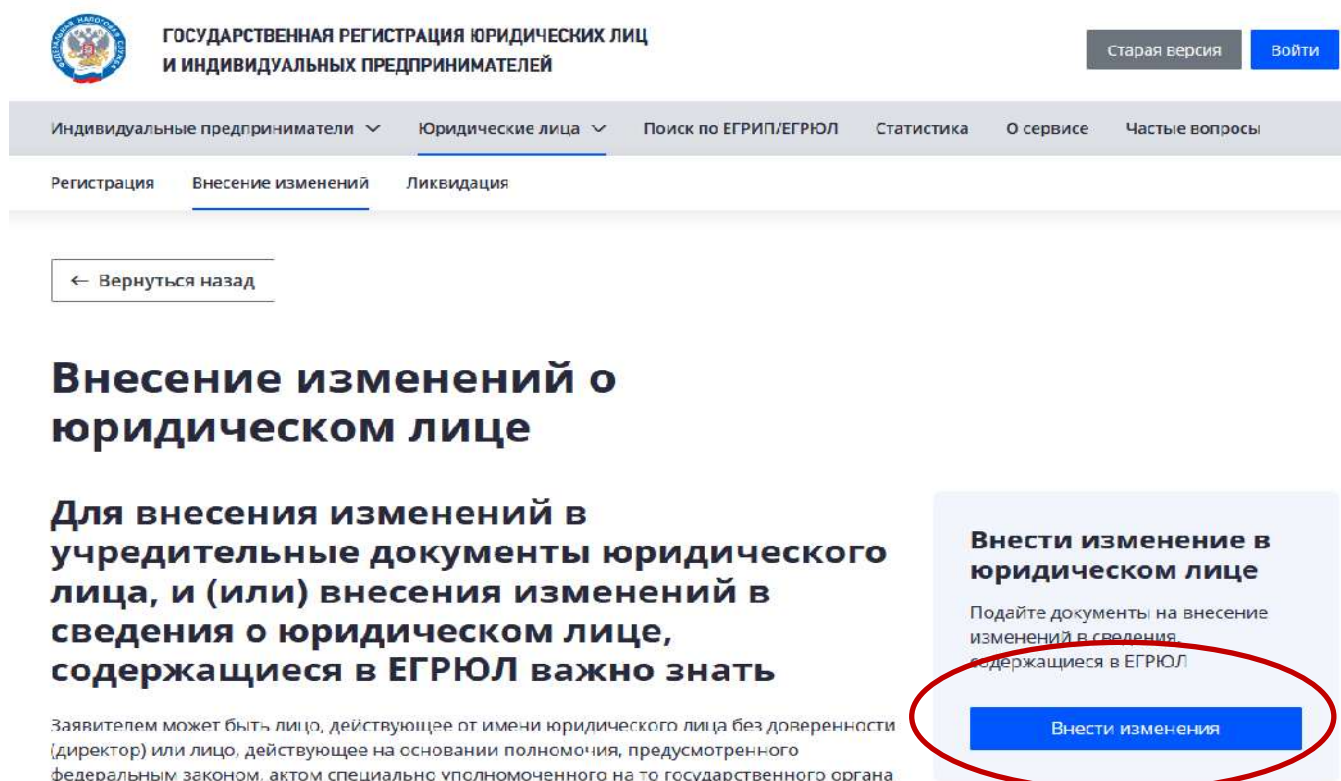 ГОСУДАРСТВЕННАЯ РЕГИСТРАЦИЯ ЮРИДИЧЕСКИХ ЛИЦ
И ИНДИВИДУАЛЬНЫХ ПРЕДПРИНИМАТЕЛЕЙ
Старая версия
Войти
Индивидуальные предприниматели
Юридические лица
Поиск по ЕГРИП/ЕГРЮЛ
Статистика
О сервисе
Частые вопросы
Регистрация
Внесение изменений
Ликвидация
← Вернуться назад
Внесение изменений о
юридическом лице
Для внесения изменений в
учредительные документы юридического
лица, и (или) внесения изменений в
сведения о юридическом лице,
содержащиеся в ЕГРЮЛ важно знать
Заявителем может быть лицо, действующее от имени юридического лица без доверенности
(директор) или лицо, действующее на основании полномочия, предусмотренного
федеральным законом, актом специально уполномоченного на то государственного органа
Внести изменение в
юридическом лице
Подайте документы на внесение
изменений в сведения,
содержащиеся в ЕГРЮЛ
Внести изменения